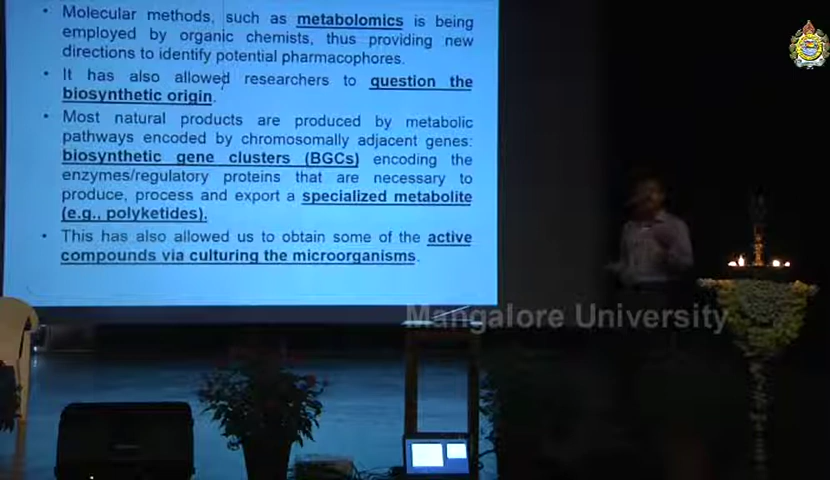 • Molecular methods, such as metabolomics is being
employed by organic chemists, thus providing new
directions to identify potential pharmacophores.
• It has also allowed researchers to question the
biosynthetic origin.
• Most natural products are produced by metabolic
pathways encoded by chromosomally adjacent genes:
biosynthetic gene clusters (BGCs) encoding the
enzymes/regulatory proteins that are necessary to
produce, process and export a specialized metabolite
(e.g., polyketides).
• This has also allowed us to obtain some of the active
compounds via culturing the microorganisms.
Mangalore University